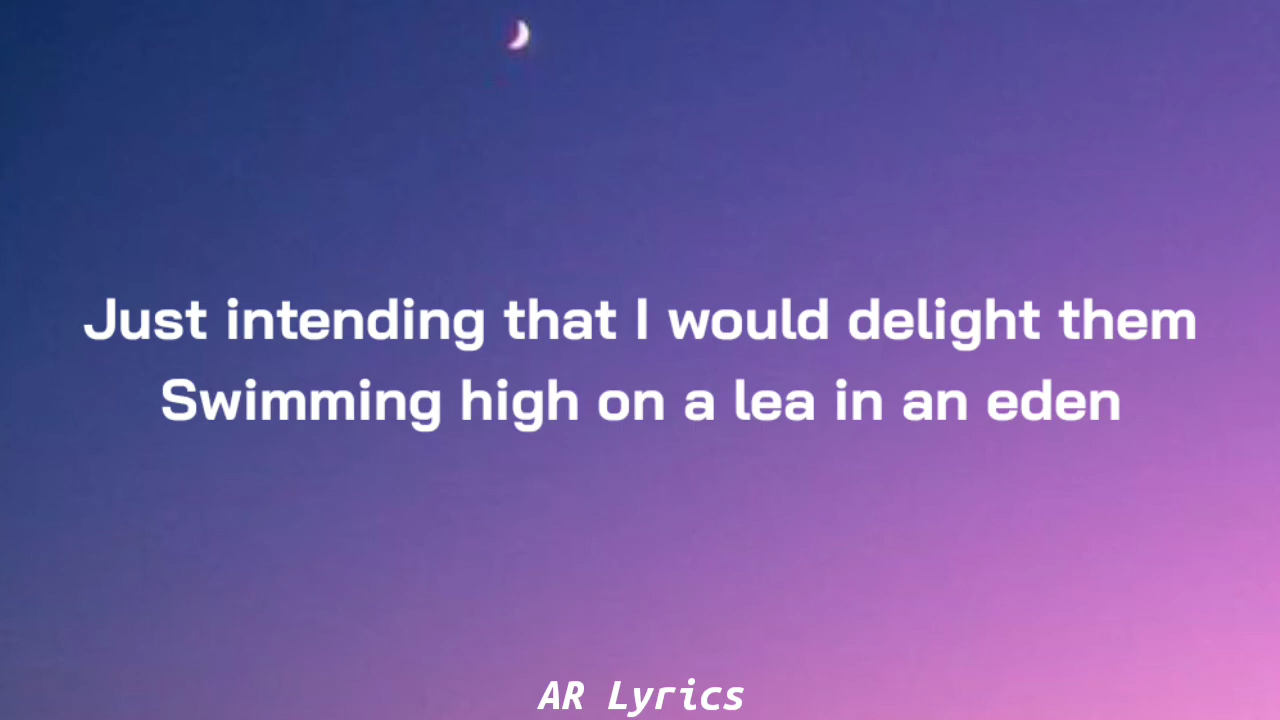 Just intending that I would delight them
Swimming high on a lea in an eden
AR Lyrics